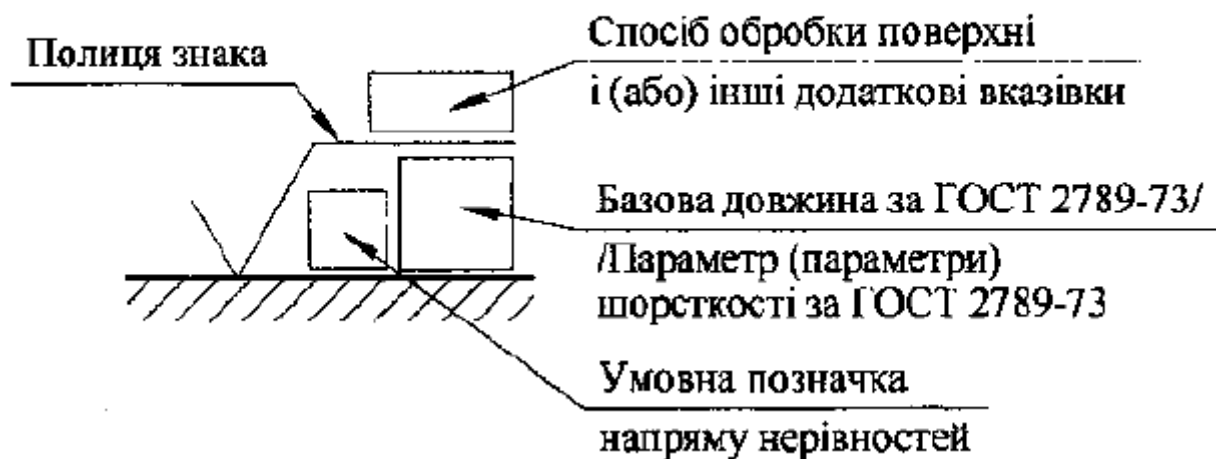 Полиця знака
Спосіб обробки поверхні
і (або) інші додаткові вказівки
Базова довжина за ГОСТ 2789-73/
/Параметр (параметри)
шорсткості за ГОСТ 2789-73
Умовна позначка
напряму нерівностей